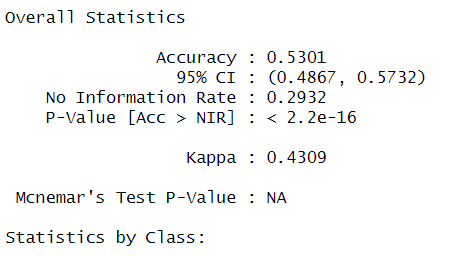 Overall Statistics
Accuracy : 0.5301
95% CI : (0.4867, 0.5732)
No Information Rate : 0.2932
P-Value [Acc > NIR] : < 2.2e-16
Kappa : 0.4309
Mcnemar's Test P-Value : NA
Statistics by Class: